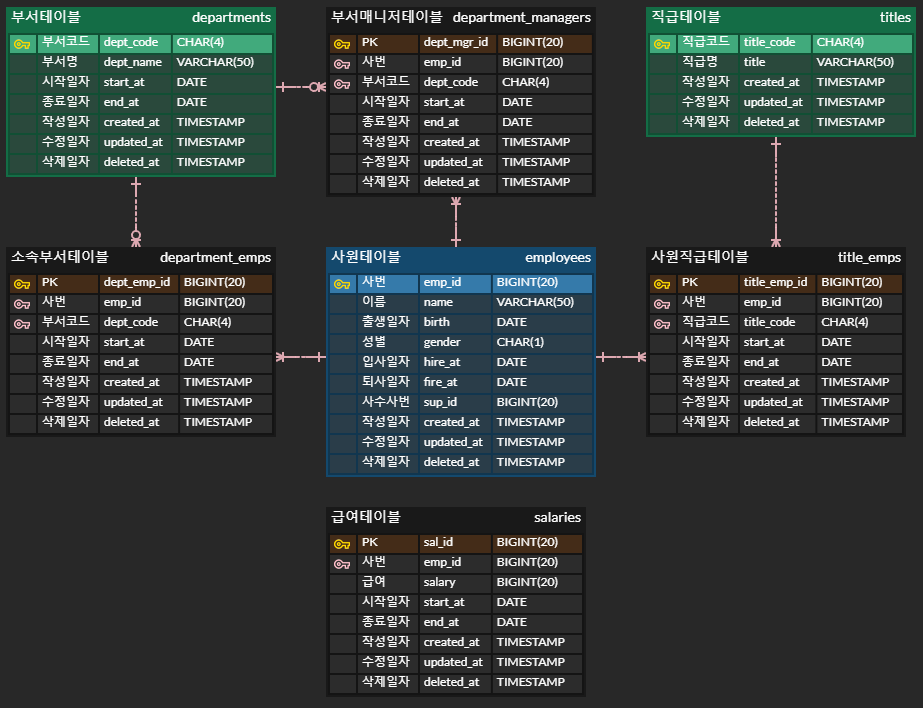 부서테이블 departments
부서코드 dept_code CHAR(4)
부서명 dept_name VARCHAR(50)
시작일자 start_at DATE
종료일자 end_at DATE
작성일자 created_at TIMESTAMP
수정일자 updated_at TIMESTAMP
삭제일자 deleted_at TIMESTAMP
부서매니저테이블 department_managers
PK dept_mgr_id BIGINT(20)
사번 emp_id BIGINT(20)
부서코드 dept_code CHAR(4)
시작일자 start_at DATE
종료일자 end_at DATE
작성일자 created_at TIMESTAMP
수정일자 updated_at TIMESTAMP
삭제일자 deleted_at TIMESTAMP
직급테이블 titles
직급코드 title_code CHAR(4)
직급명 title VARCHAR(50)
작성일자 created_at TIMESTAMP
수정일자 updated_at TIMESTAMP
삭제일자 deleted_at TIMESTAMP
소속부서테이블 department_emps
PK dept_emp_id BIGINT(20)
사번 emp_id BIGINT(20)
부서코드 dept_code CHAR(4)
시작일자 start_at DATE
종료일자 end_at DATE
작성일자 created_at TIMESTAMP
수정일자 updated_at TIMESTAMP
삭제일자 deleted_at TIMESTAMP
사원테이블 employees
사번 emp_id BIGINT(20)
이름 name VARCHAR(50)
출생일자 birth DATE
성별 gender CHAR(1)
입사일자 hire_at DATE
퇴사일자 fire_at DATE
사수사번 sup_id BIGINT(20)
작성일자 created_at TIMESTAMP
수정일자 updated_at TIMESTAMP
삭제일자 deleted_at TIMESTAMP
사원직급테이블 title_emps
PK title_emp_id BIGINT(20)
사번 emp_id BIGINT(20)
직급코드 title_code CHAR(4)
시작일자 start_at DATE
종료일자 end_at DATE
작성일자 created_at TIMESTAMP
수정일자 updated_at TIMESTAMP
삭제일자 deleted_at TIMESTAMP
급여테이블 salaries
PK sal_id BIGINT(20)
사번 emp_id BIGINT(20)
급여 salary BIGINT(20)
시작일자 start_at DATE
종료일자 end_at DATE
작성일자 created_at TIMESTAMP
수정일자 updated_at TIMESTAMP
삭제일자 deleted_at TIMESTAMP